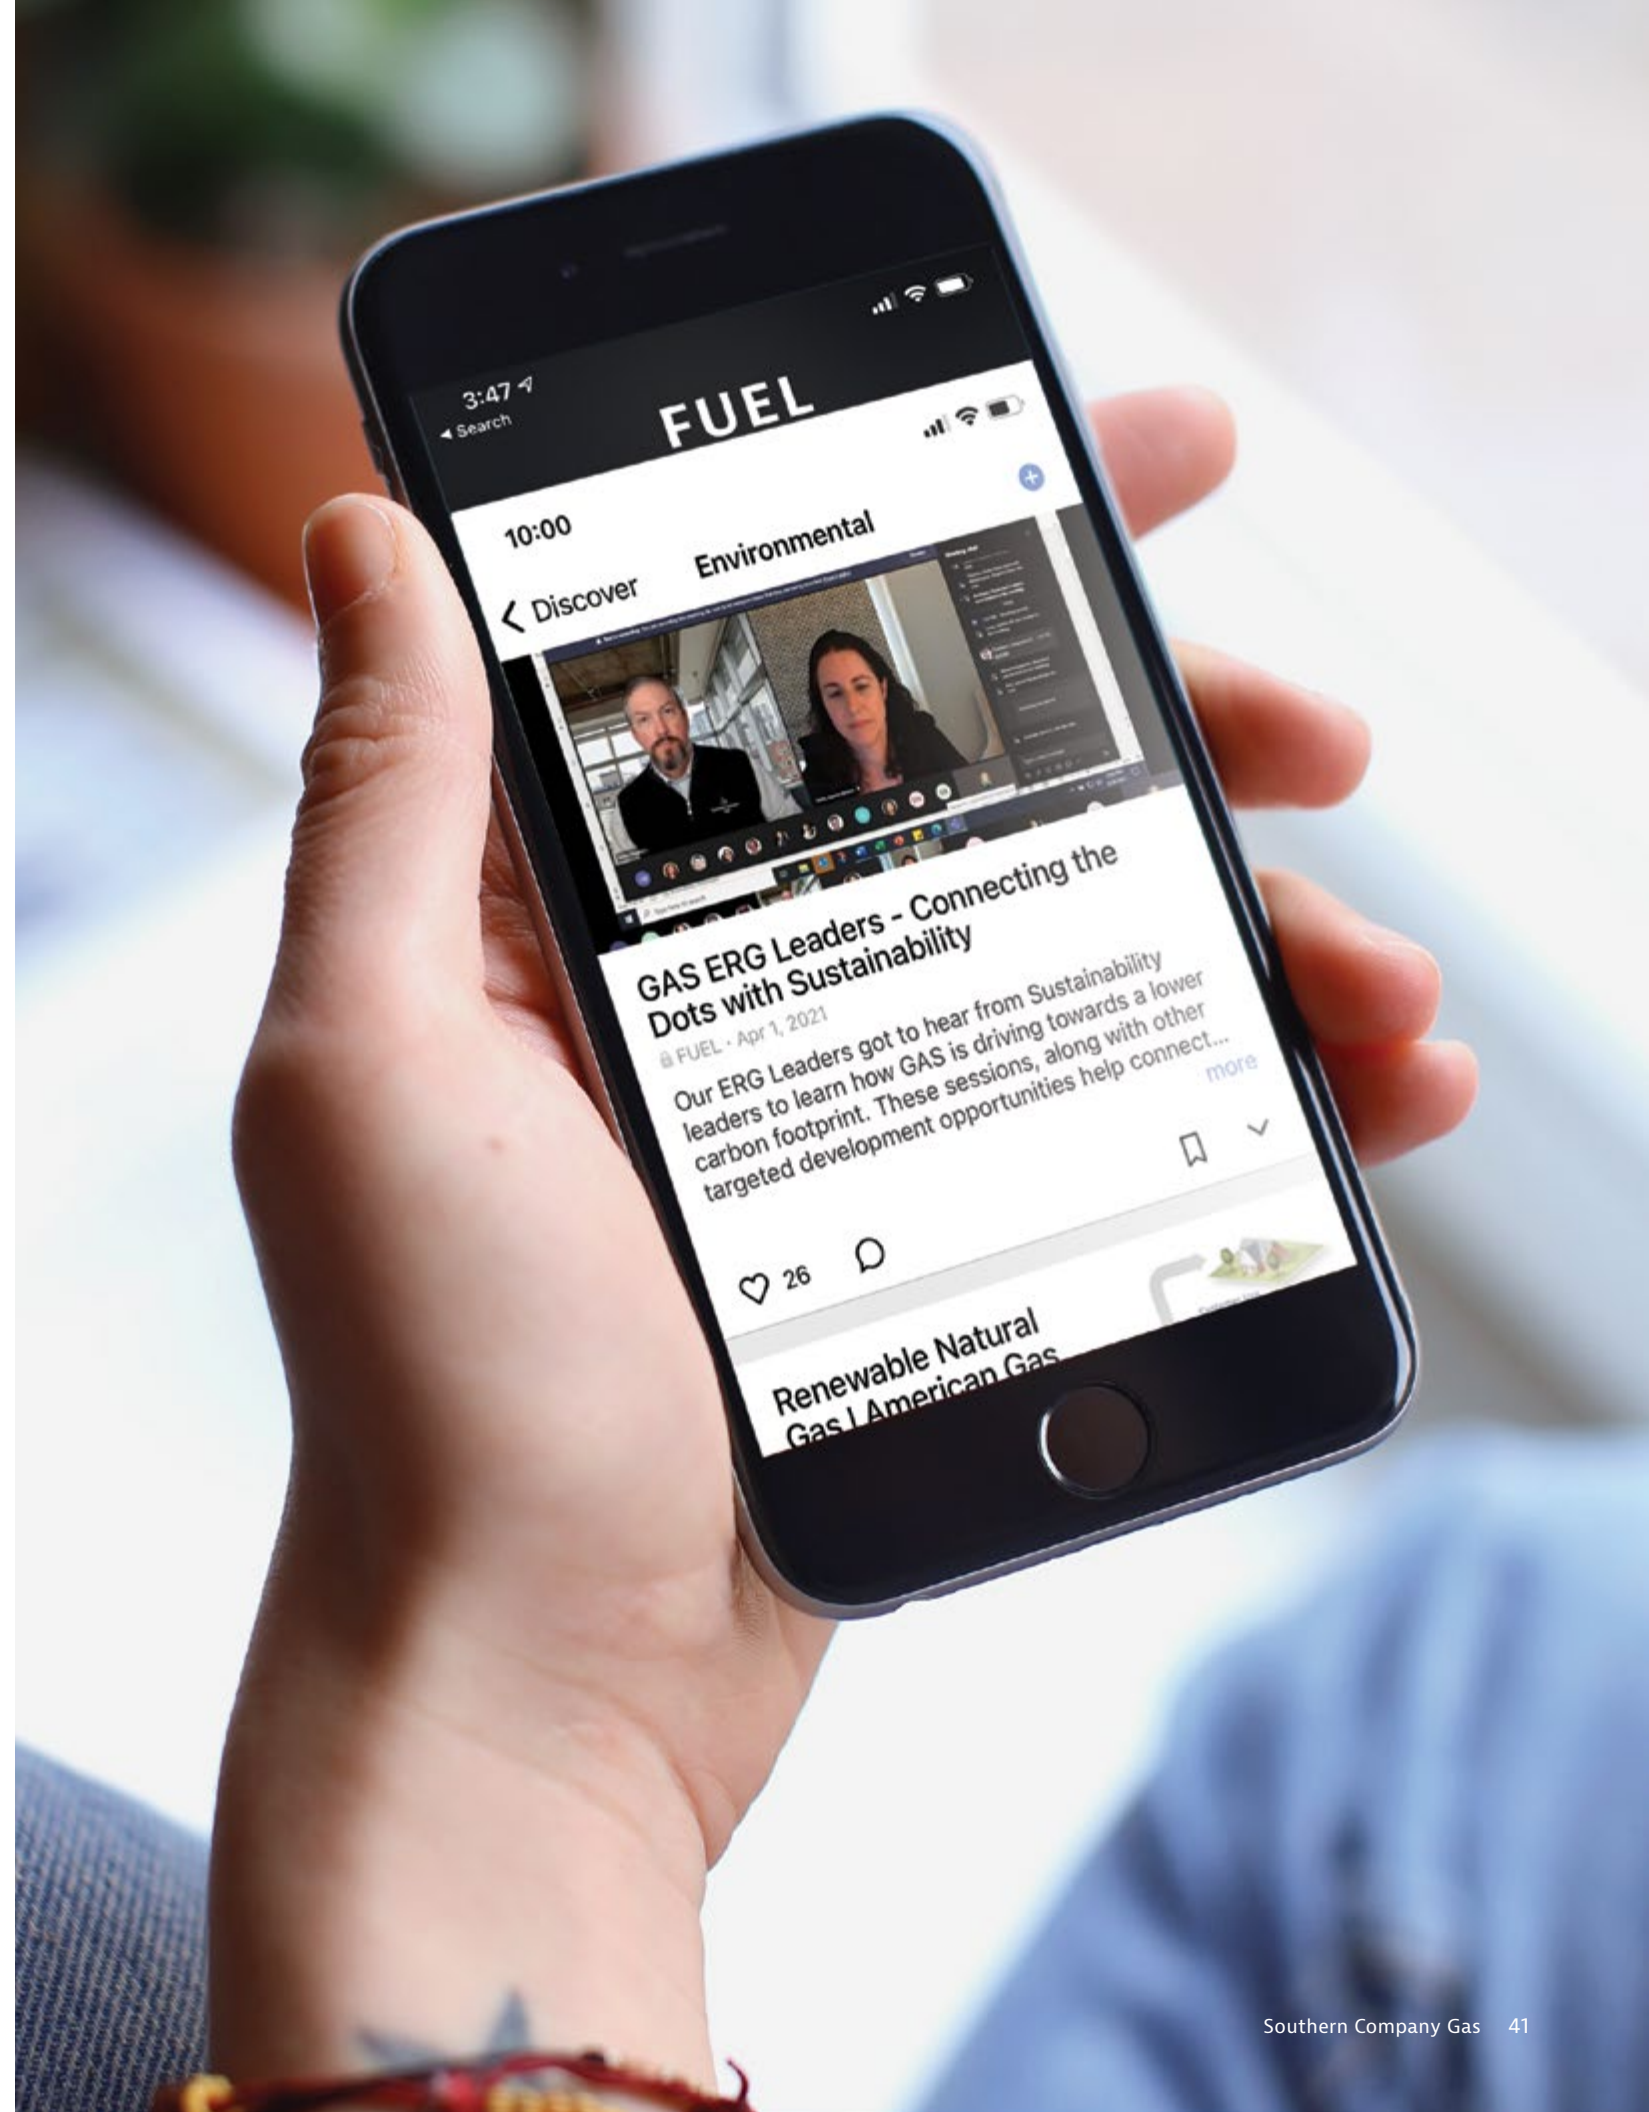 3:47
Search
FUEL
10:00
Discover
Environmental
GAS ERG Leaders - Connecting the
Dots with Sustainability
FUEL · Apr 1, 2021
Our ERG Leaders got to hear from Sustainability
leaders to learn how GAS is driving towards a lower
carbon footprint. These sessions, along with other
targeted development opportunities help connect...
more
26
Renewable Natural
Gas | American Gas
Southern Company Gas 41